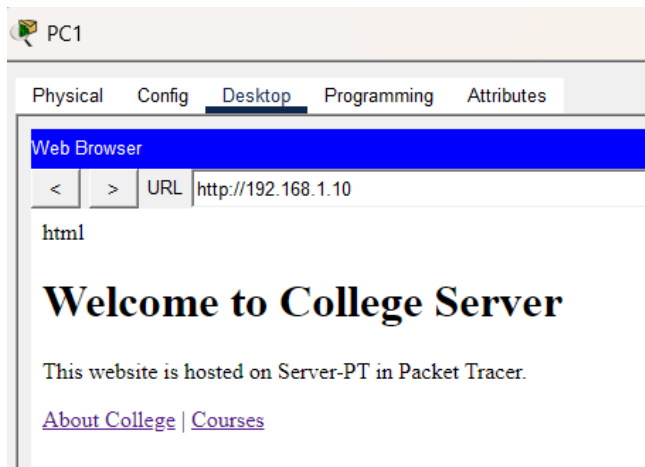 PC1
Physical Config Desktop Programming Attributes
Web Browser
< > URL http://192.168.1.10
html
Welcome to College Server
This website is hosted on Server-PT in Packet Tracer.
About College | Courses